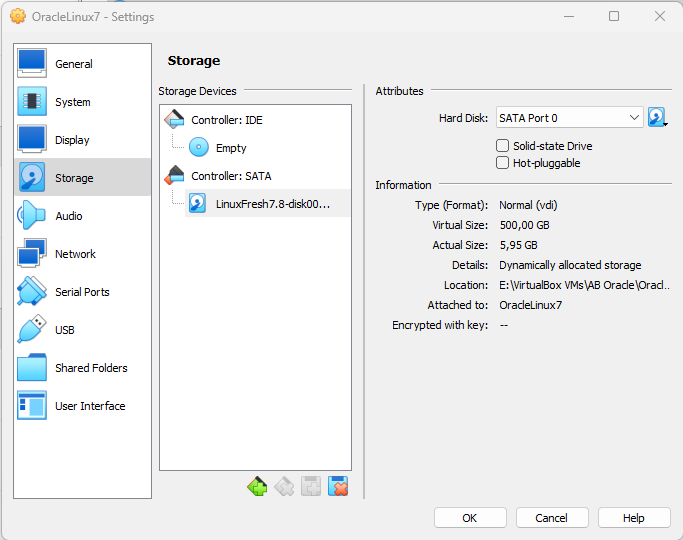 OracleLinux7 - Settings
General
System
Display
Storage
Audio
Network
Serial Ports
USB
Shared Folders
User Interface
Storage
Storage Devices
Controller: IDE
Empty
Controller: SATA
LinuxFresh7.8-disk00...
Attributes
Hard Disk: SATA Port 0
Solid-state Drive
Hot-pluggable
Information
Type (Format): Normal (vdi)
Virtual Size: 500,00 GB
Actual Size: 5,95 GB
Details: Dynamically allocated storage
Location: E:\VirtualBox VMs\AB Oracle\Oracl...
Attached to: OracleLinux7
Encrypted with key: --
OK Cancel Help